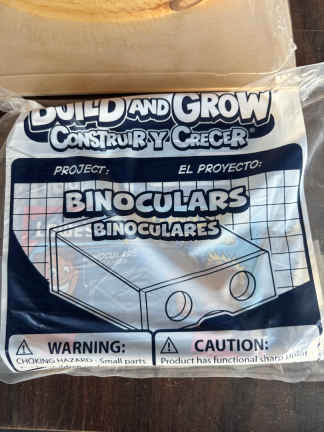 BUILD AND GROW
CONSTRUIR Y CRECER®
PROJECT: EL PROYECTO:
BINOCULARS
BINOCULARES
BINOCULARS
⚠ WARNING:
CHOKING HAZARD - Small parts
⚠ CAUTION:
Product has functional sharp